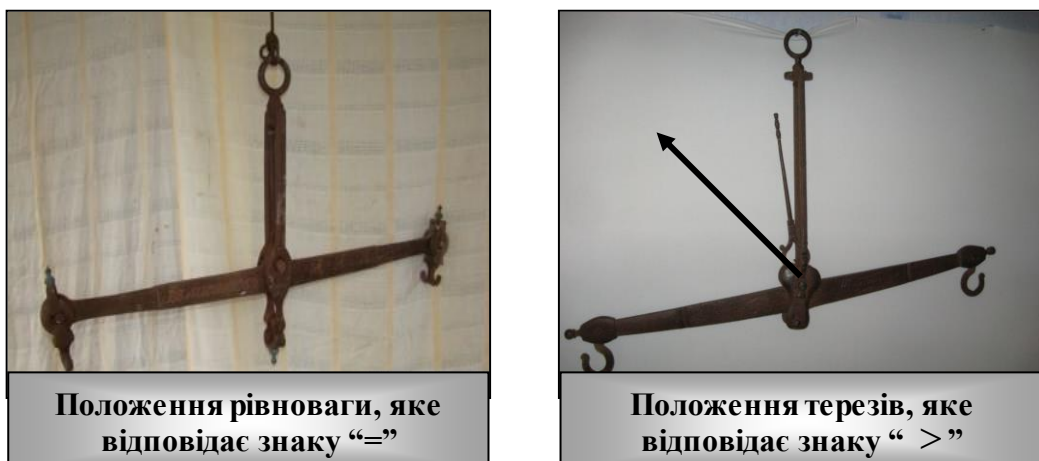 Положення рівноваги, яке
відповідає знаку “=”
Положення терезів, яке
відповідає знаку “ > ”